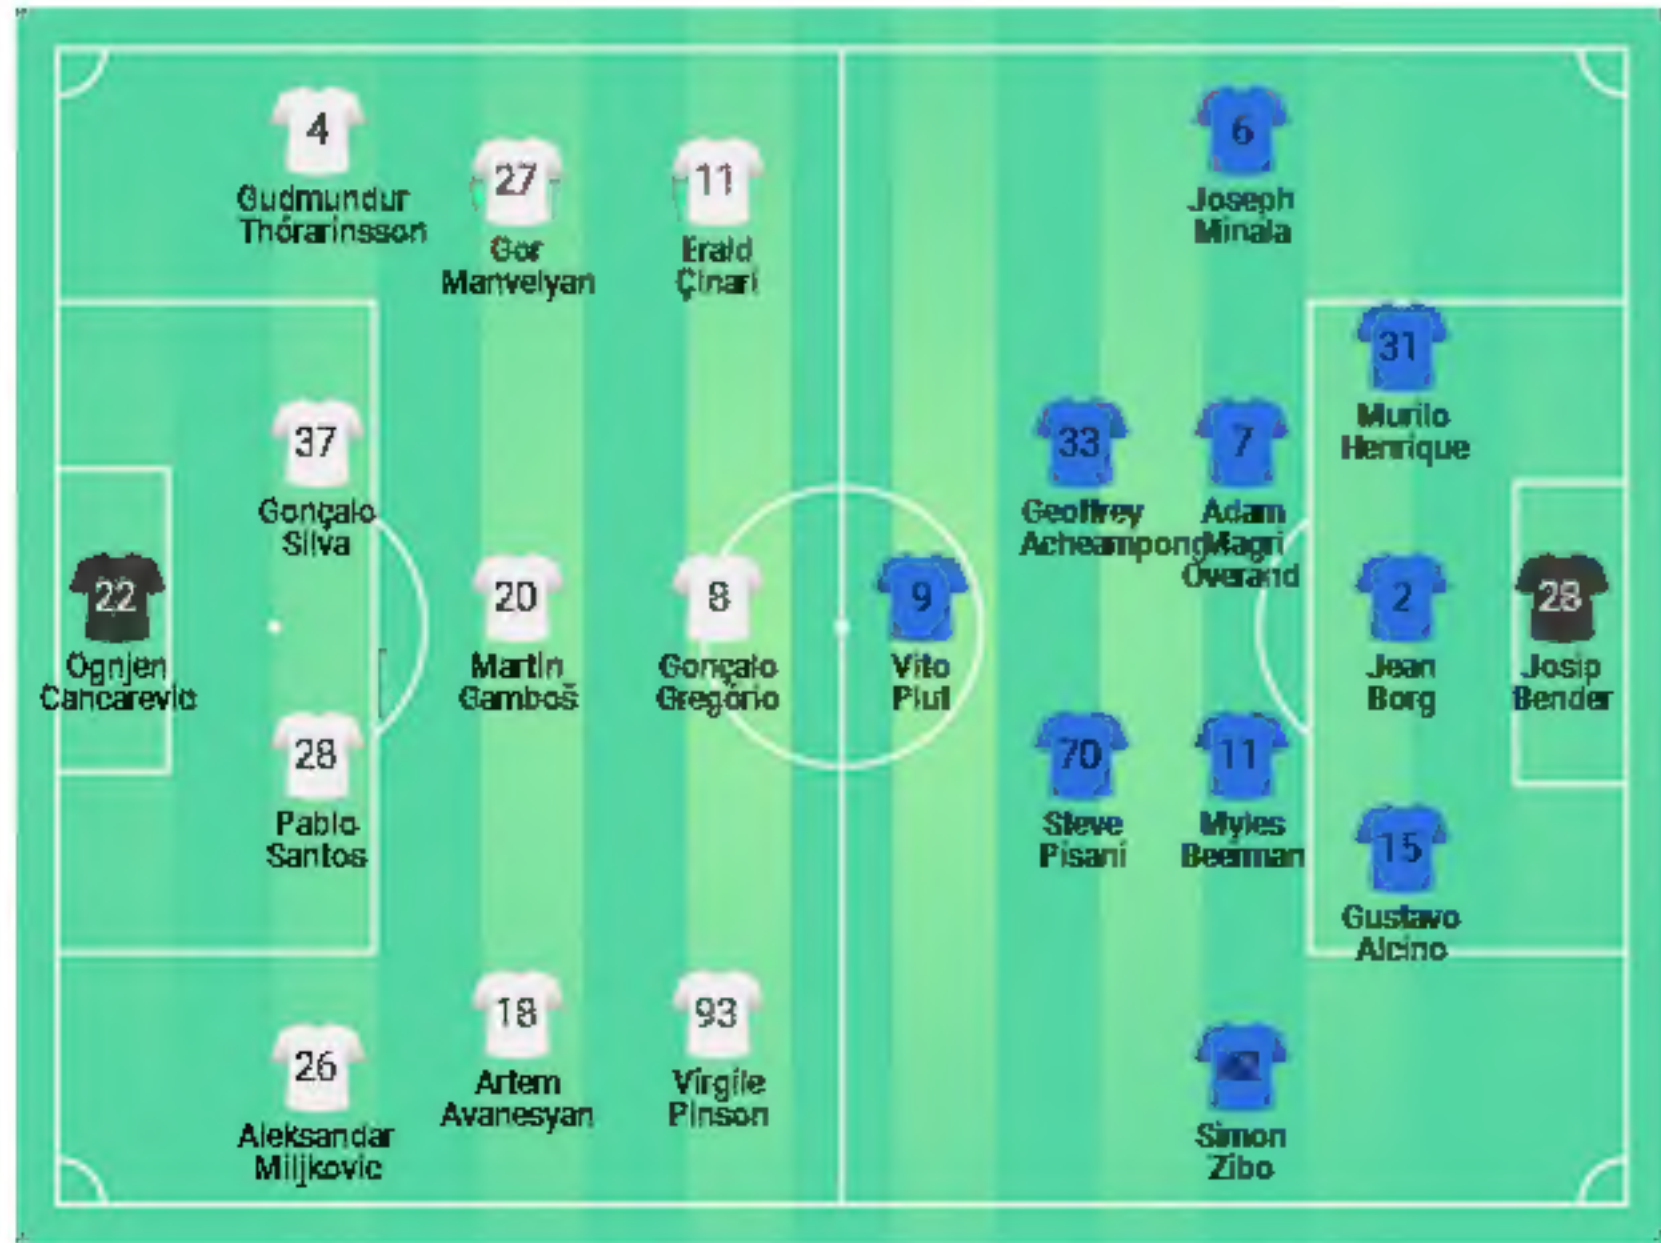 4
Gudmundur
Thórarinsson
27
Gor
Manvelyan
11
Erald
Çinari
37
Gonçalo
Silva
22
Ognjen
Cancarevic
20
Martin
Gamboš
8
Gonçalo
Gregório
28
Pablo
Santos
26
Aleksandar
Miljkovic
18
Artem
Avanesyan
93
Virgile
Pinson
6
Joseph
Minala
31
Murilo
Henrique
33
Geoffrey
Acheampong
7
Adam
Magri
Overand
9
Vito
Plut
2
Jean
Borg
28
Josip
Bender
70
Steve
Pisani
11
Myles
Beerman
15
Gustavo
Alcino
Simon
Zibo